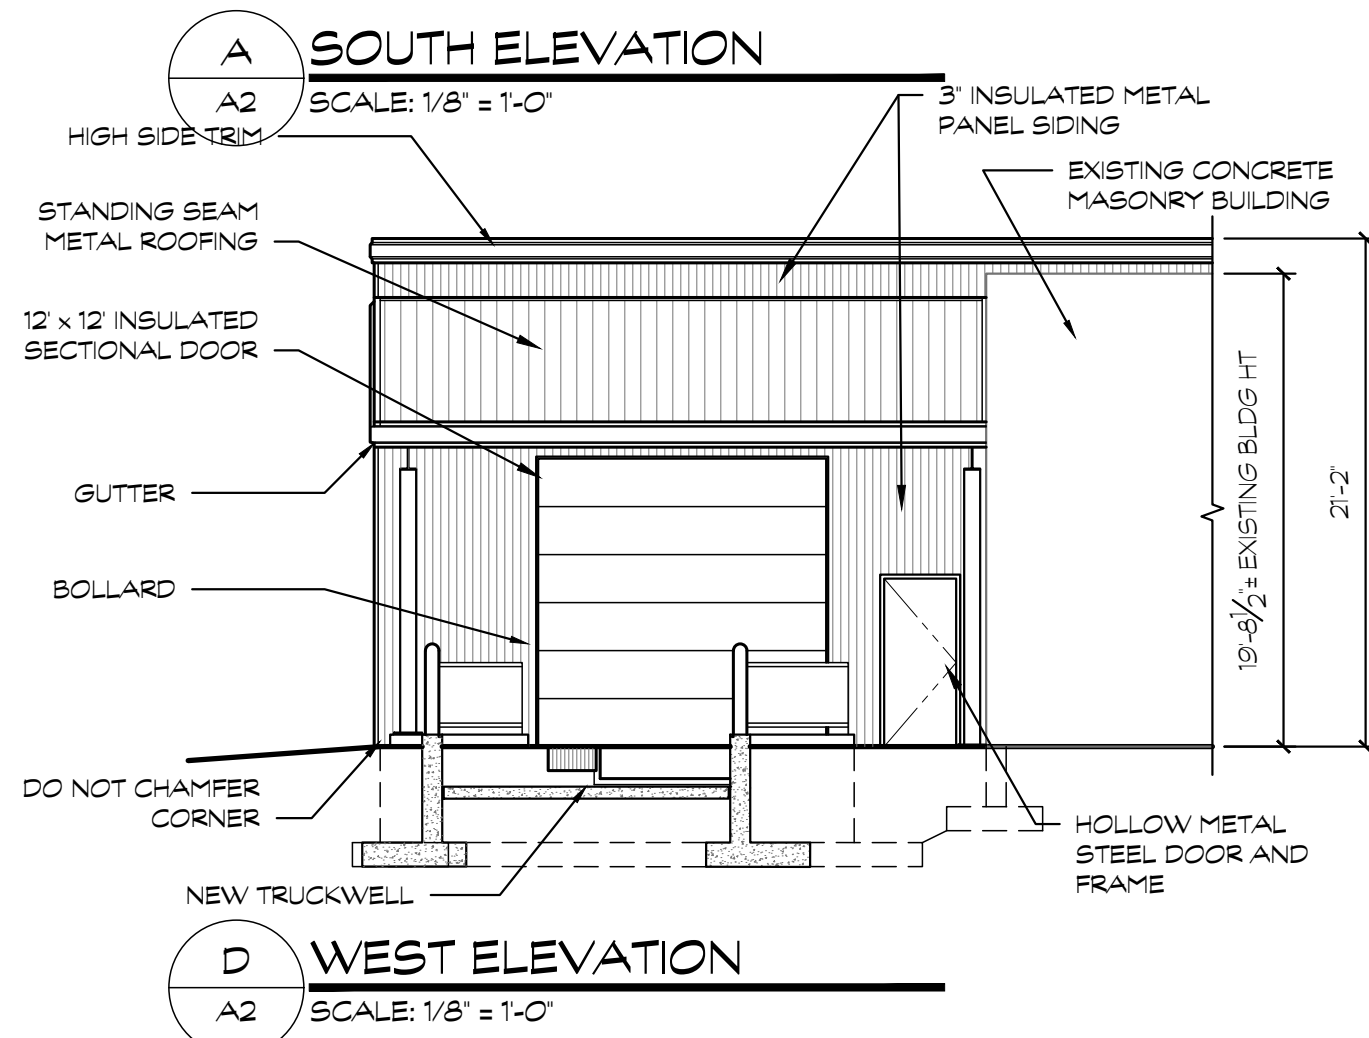 A
A2
SOUTH ELEVATION
SCALE: 1/8" = 1'-0"
HIGH SIDE TRIM
3" INSULATED METAL
PANEL SIDING
EXISTING CONCRETE
MASONRY BUILDING
STANDING SEAM
METAL ROOFING
12' x 12' INSULATED
SECTIONAL DOOR
GUTTER
BOLLARD
19'-8 1/2"± EXISTING BLDG HT
21'-2"
DO NOT CHAMFER
CORNER
NEW TRUCKWELL
HOLLOW METAL
STEEL DOOR AND
FRAME
D
A2
WEST ELEVATION
SCALE: 1/8" = 1'-0"